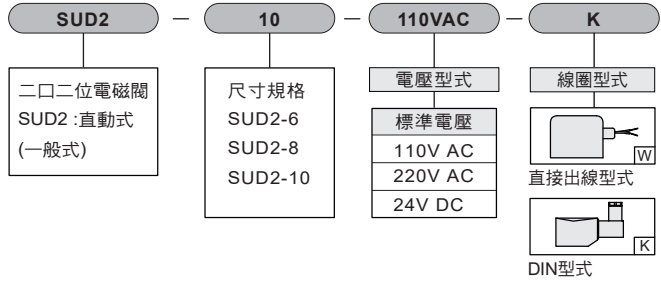 SUD2 — 10 — 110VAC — K
二口二位電磁閥
SUD2 :直動式
(一般式)
尺寸規格
SUD2-6
SUD2-8
SUD2-10
電壓型式
標準電壓
110V AC
220V AC
24V DC
線圈型式
W
直接出線型式
K
DIN型式